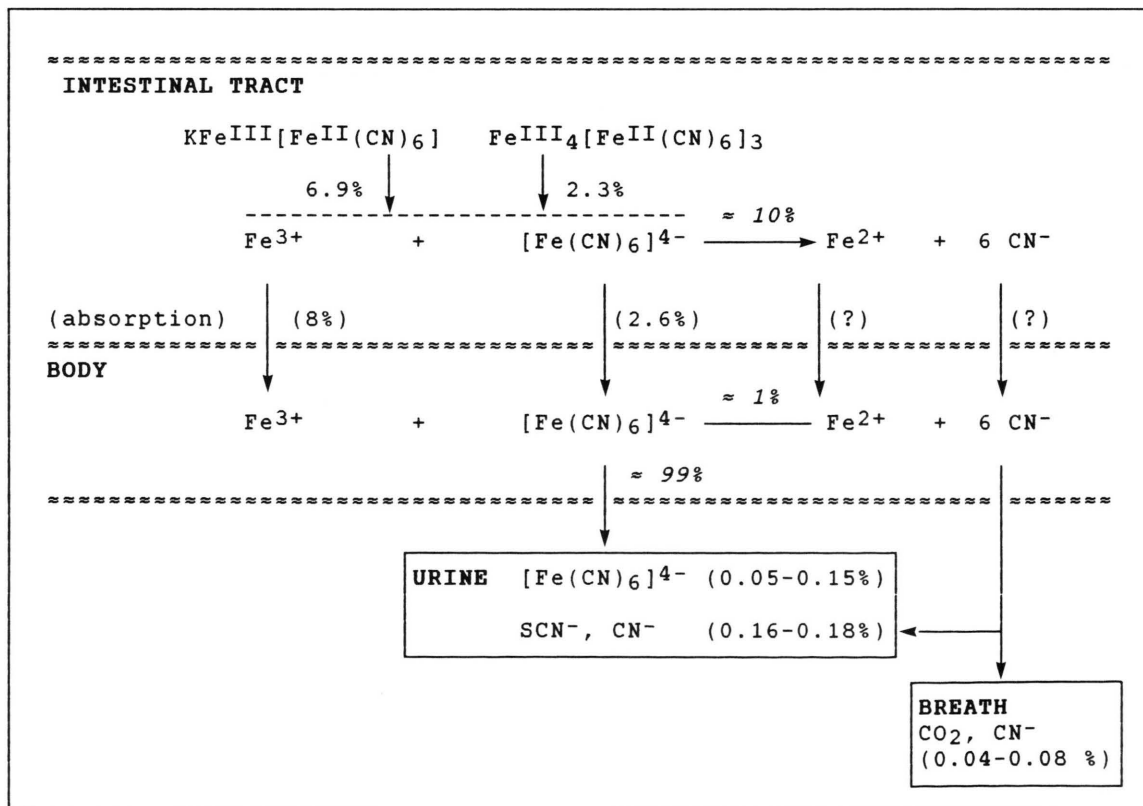 INTESTINAL TRACT
KFeIII[FeII(CN)6] FeIII4[FeII(CN)6]3
6.9% 2.3%
≈ 10%
Fe3+ + [Fe(CN)6]4- Fe2+ + 6 CN-
(absorption) (8%) (2.6%) (?) (?)
BODY
≈ 1%
Fe3+ + [Fe(CN)6]4- Fe2+ + 6 CN-
≈ 99%
URINE [Fe(CN)6]4- (0.05-0.15%)
SCN-, CN- (0.16-0.18%)
BREATH
CO2, CN-
(0.04-0.08 %)